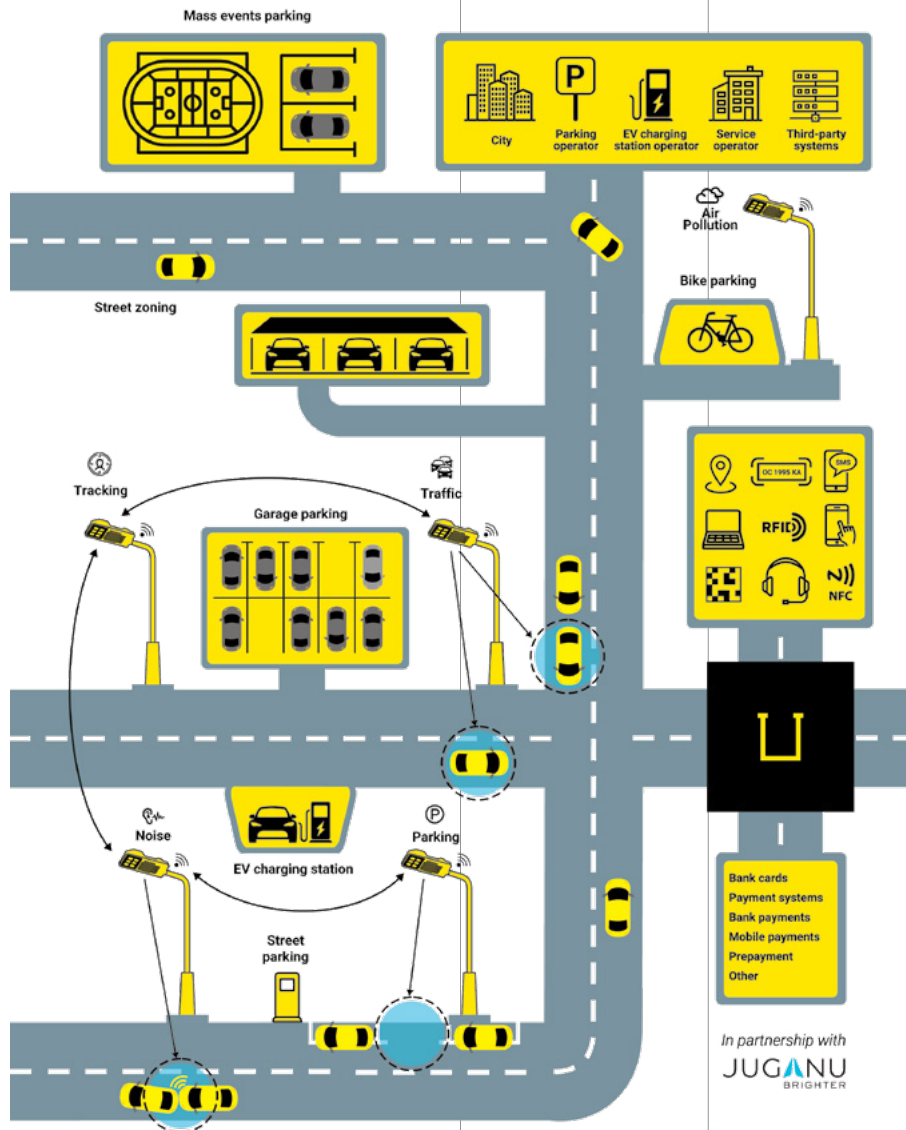 Mass events parking
P
City
Parking
operator
EV charging
station operator
Service
operator
Third-party
systems
Air
Pollution
Street zoning
Bike parking
Tracking
Traffic
Garage parking
OC 1995 KA
SMS
RFID
N
NFC
Noise
P
Parking
EV charging station
Street
parking
Bank cards
Payment systems
Bank payments
Mobile payments
Prepayment
Other
In partnership with
JUGANU
BRIGHTER